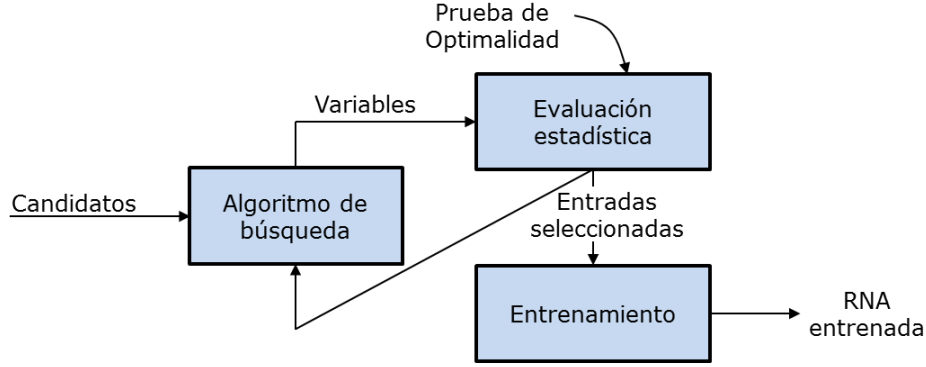 Prueba de
Optimalidad
Variables
Evaluación
estadística
Candidatos
Algoritmo de
búsqueda
Entradas
seleccionadas
Entrenamiento
RNA
entrenada